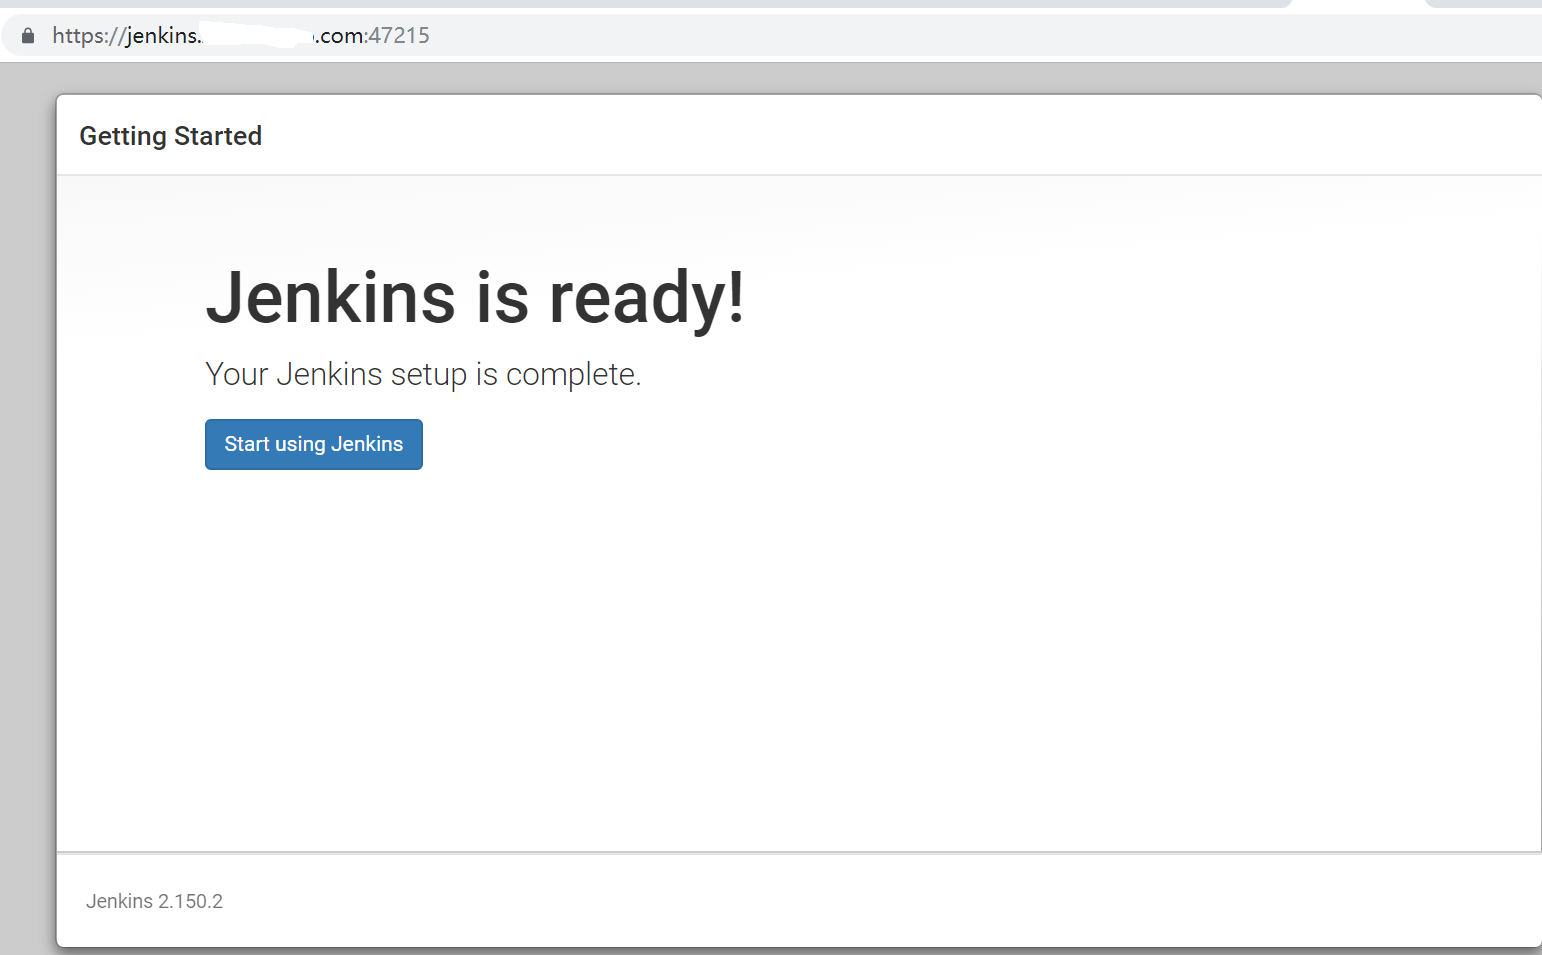 https://jenkins. .com:47215
Getting Started
Jenkins is ready!
Your Jenkins setup is complete.
Start using Jenkins
Jenkins 2.150.2